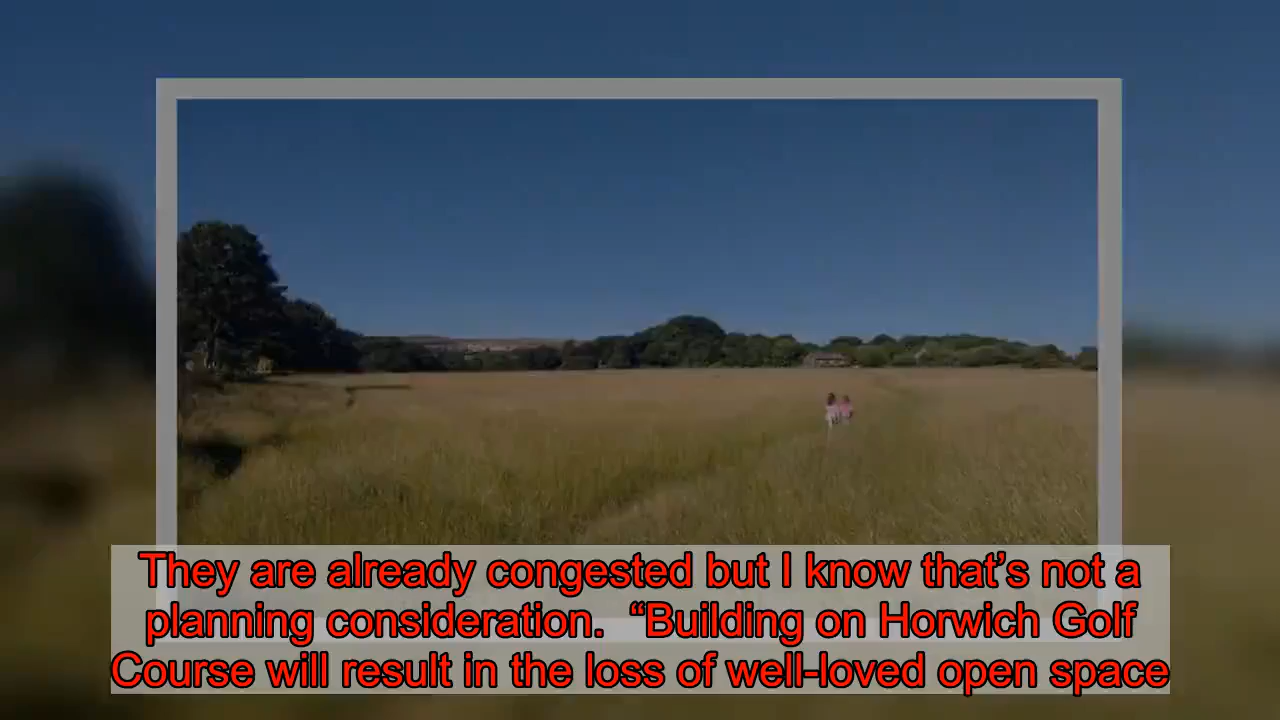 They are already congested but I know that’s not a
planning consideration.  “Building on Horwich Golf
Course will result in the loss of well-loved open space